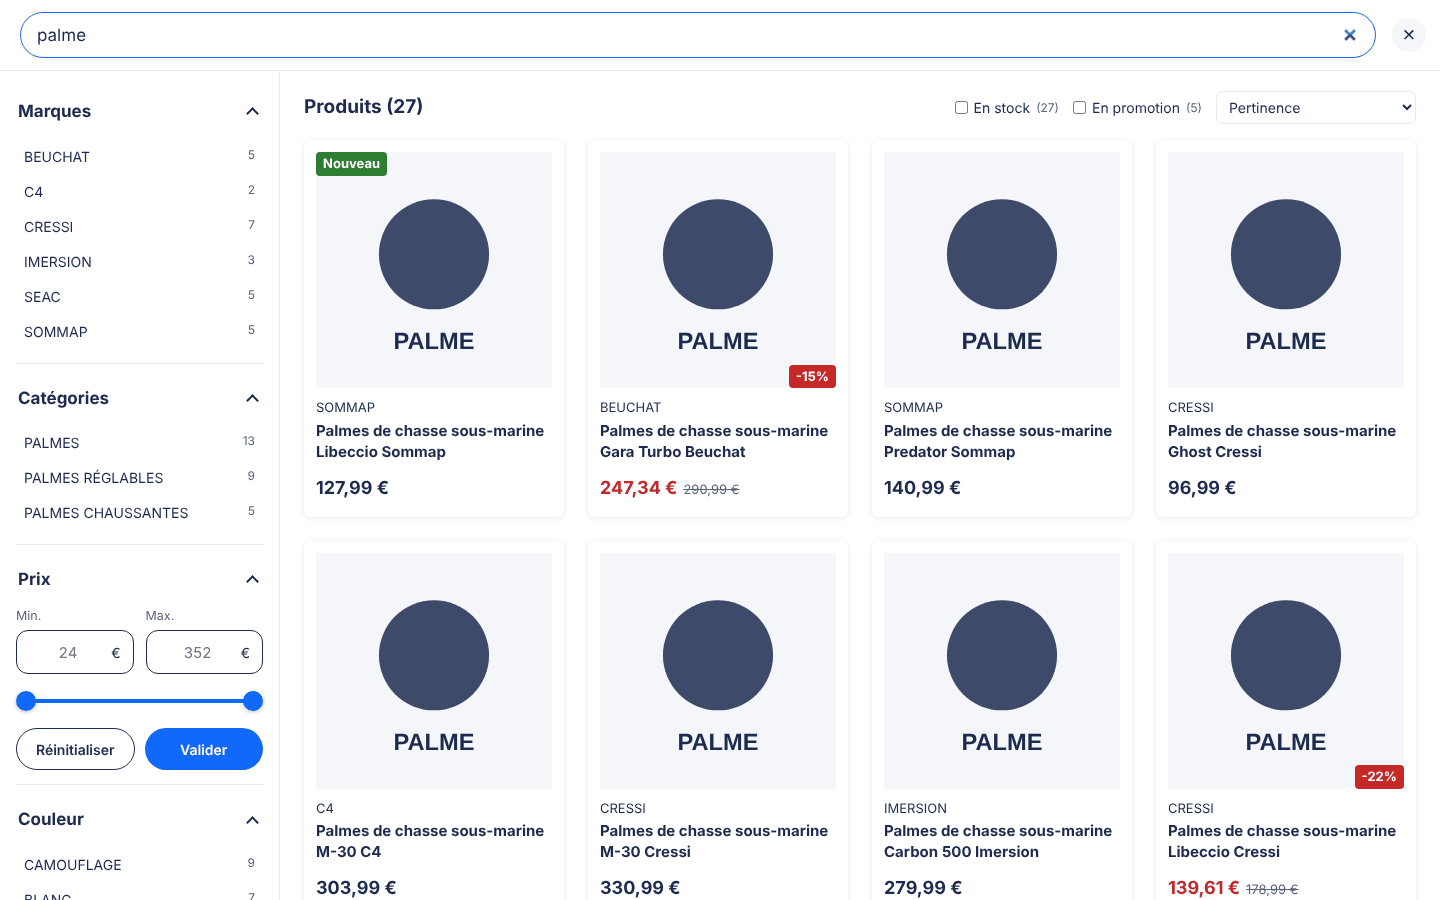 palme
Marques
BEUCHAT 5
C4 2
CRESSI 7
IMERSION 3
SEAC 5
SOMMAP 5
Catégories
PALMES 13
PALMES RÉGLABLES 9
PALMES CHAUSSANTES 5
Prix
Min. Max.
24 € 352 €
Réinitialiser Valider
Couleur
CAMOUFLAGE 9
BLANC 7
Produits (27)
En stock (27) En promotion (5) Pertinence
Nouveau
PALME
SOMMAP
Palmes de chasse sous-marine
Libeccio Sommap
127,99 €
PALME
-15%
BEUCHAT
Palmes de chasse sous-marine
Gara Turbo Beuchat
247,34 € 290,99 €
PALME
SOMMAP
Palmes de chasse sous-marine
Predator Sommap
140,99 €
PALME
CRESSI
Palmes de chasse sous-marine
Ghost Cressi
96,99 €
PALME
C4
Palmes de chasse sous-marine
M-30 C4
303,99 €
PALME
CRESSI
Palmes de chasse sous-marine
M-30 Cressi
330,99 €
PALME
IMERSION
Palmes de chasse sous-marine
Carbon 500 Imersion
279,99 €
PALME
-22%
CRESSI
Palmes de chasse sous-marine
Libeccio Cressi
139,61 € 178,99 €